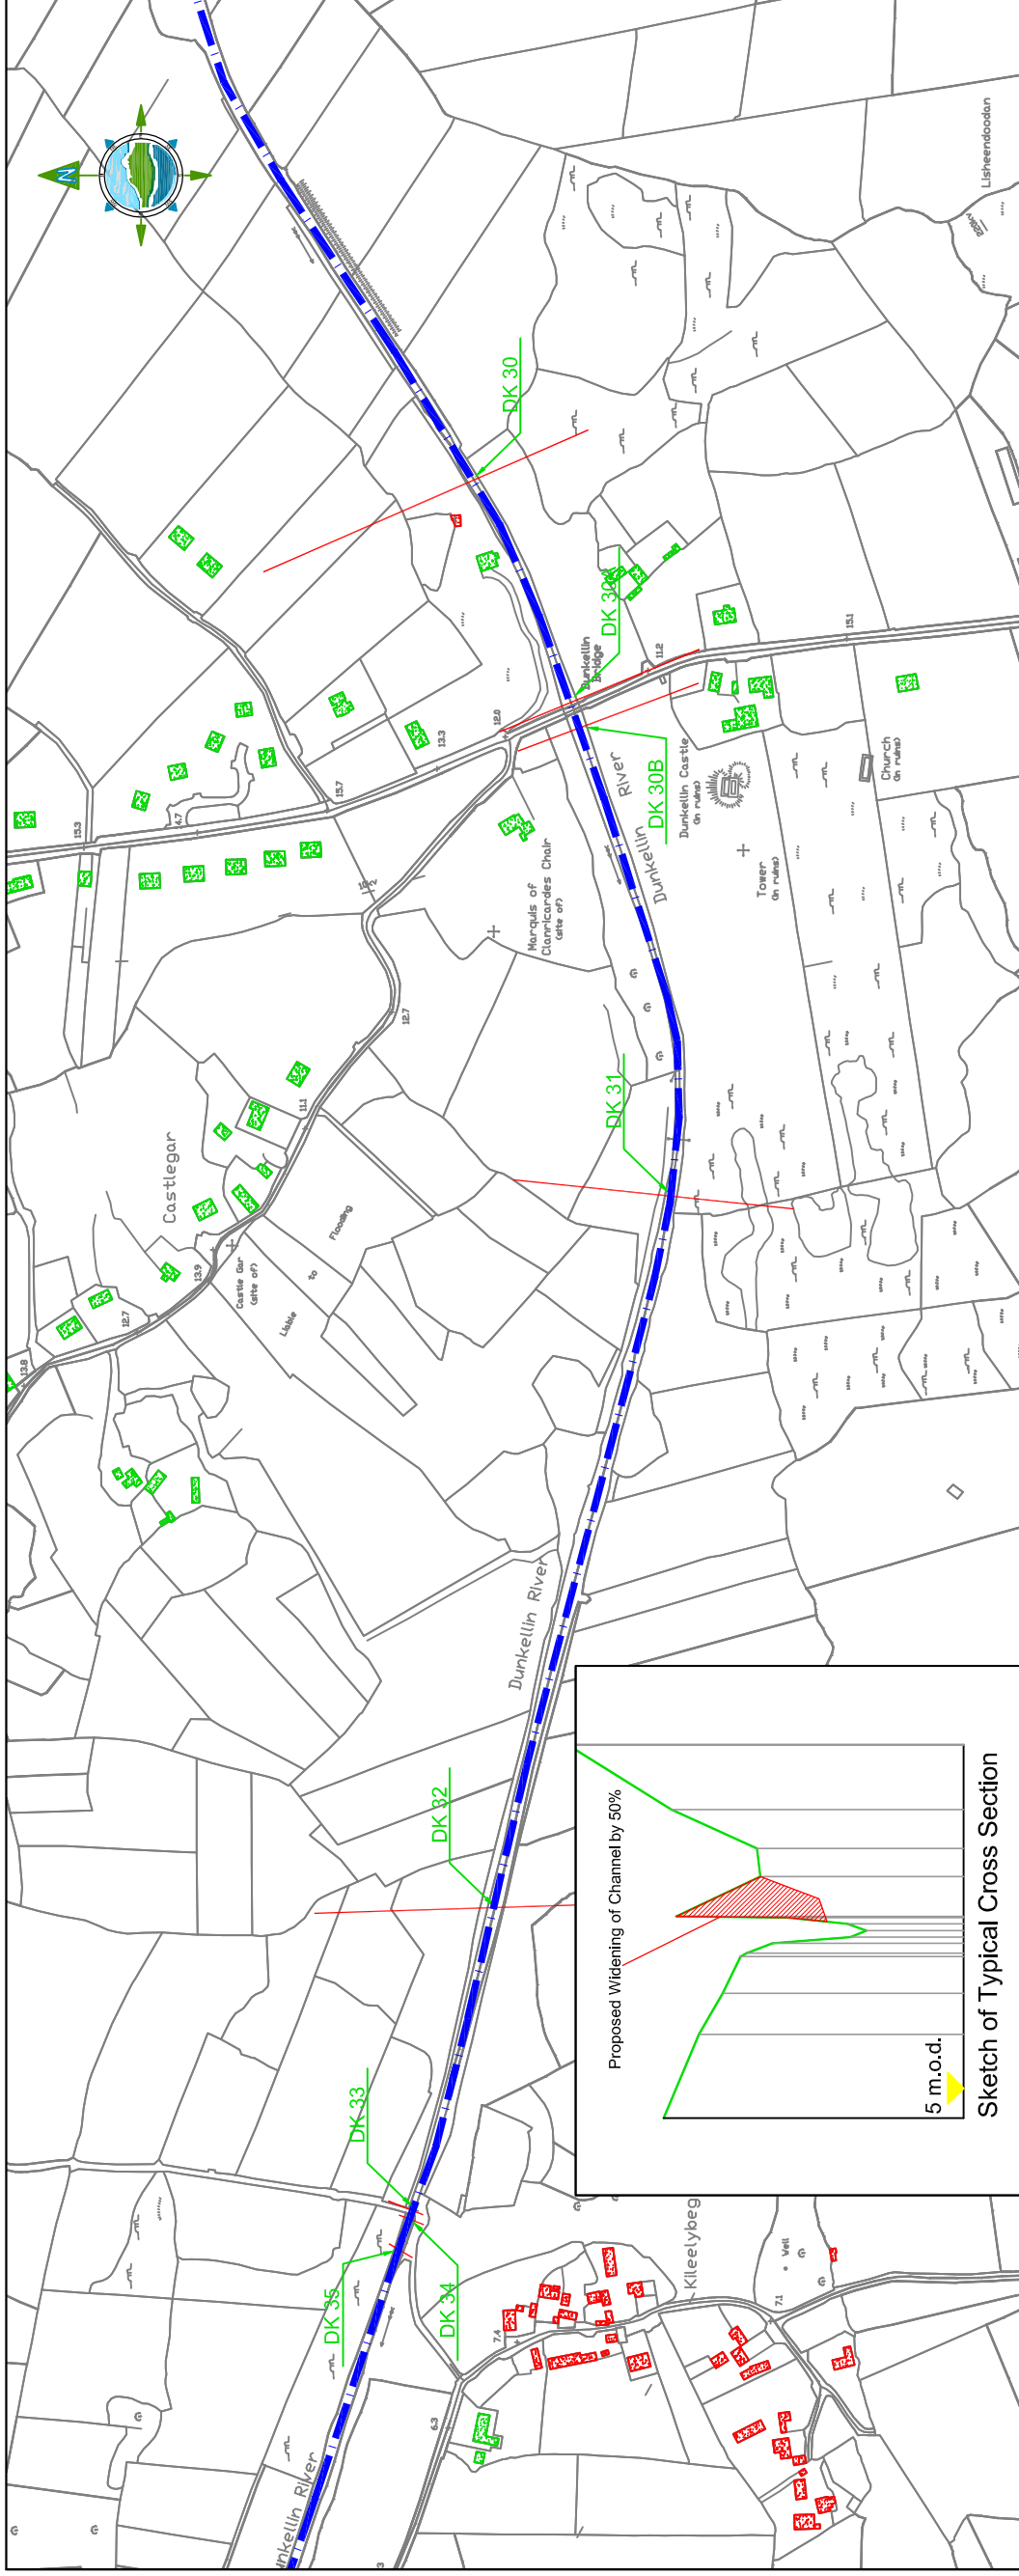 N
DK 30
DK 30A
DK 30B
DK 31
DK 32
DK 33
DK 34
DK 35
Dunkellin
Bridge
11.2
15.1
12.0
13.3
15.7
15.3
Dunkellin
River
Dunkellin Castle
(in ruins)
Tower
(in ruins)
Church
(in ruins)
Lisheendoodan
220kv
Marquis of
Clanricardes Chair
(site of)
12.7
11.1
Castlegar
Castle Gar
(site of)
13.9
12.7
13.8
Liable
to
Flooding
Dunkellin River
Kileelybeg
Well
7.1
7.4
6.3
unkellin River
Proposed Widening of Channel by 50%
5 m.o.d.
Sketch of Typical Cross Section